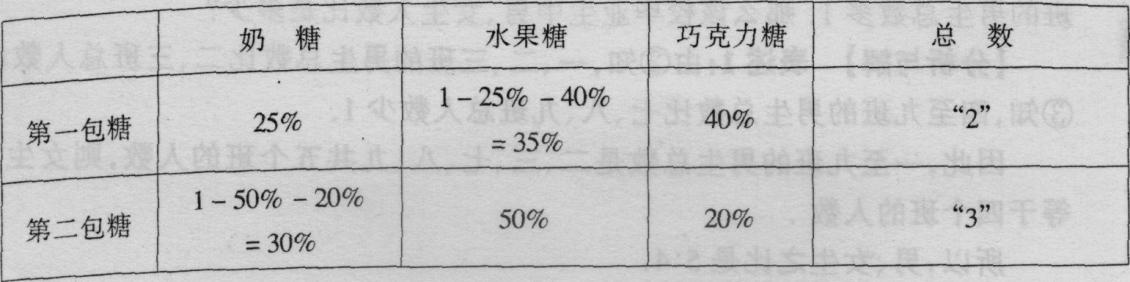 奶 糖 水果糖 巧克力糖 总 数
第一包糖 25% 1-25%-40% =35% 40% “2”
第二包糖 1-50%-20% =30% 50% 20% “3”